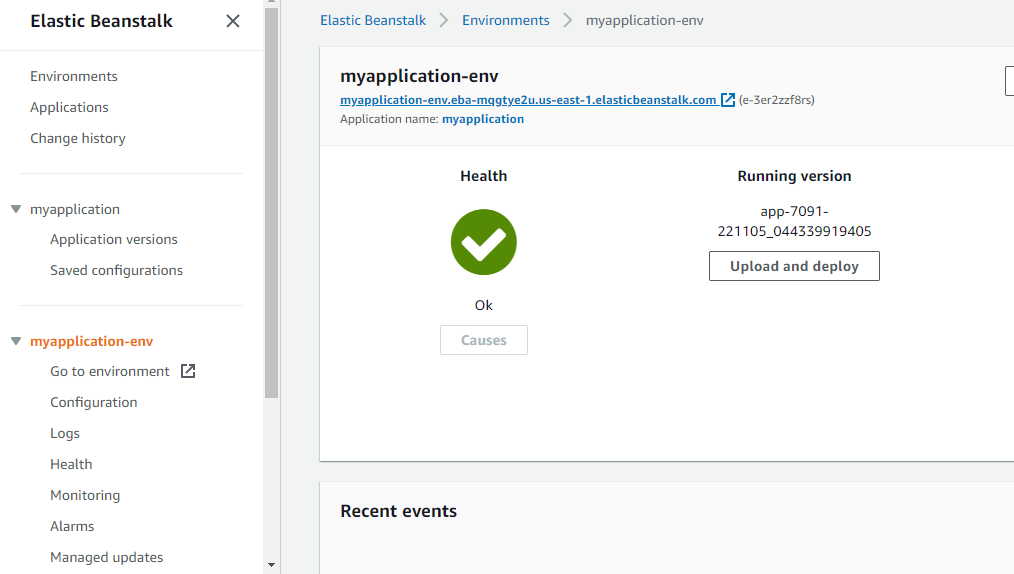 Elastic Beanstalk
Environments
Applications
Change history
myapplication
Application versions
Saved configurations
myapplication-env
Go to environment
Configuration
Logs
Health
Monitoring
Alarms
Managed updates
Elastic Beanstalk
Environments
myapplication-env
myapplication-env
myapplication-env.eba-mqgtye2u.us-east-1.elasticbeanstalk.com (e-3er2zzf8rs)
Application name: myapplication
Health
Ok
Causes
Running version
app-7091-
221105_044339919405
Upload and deploy
Recent events